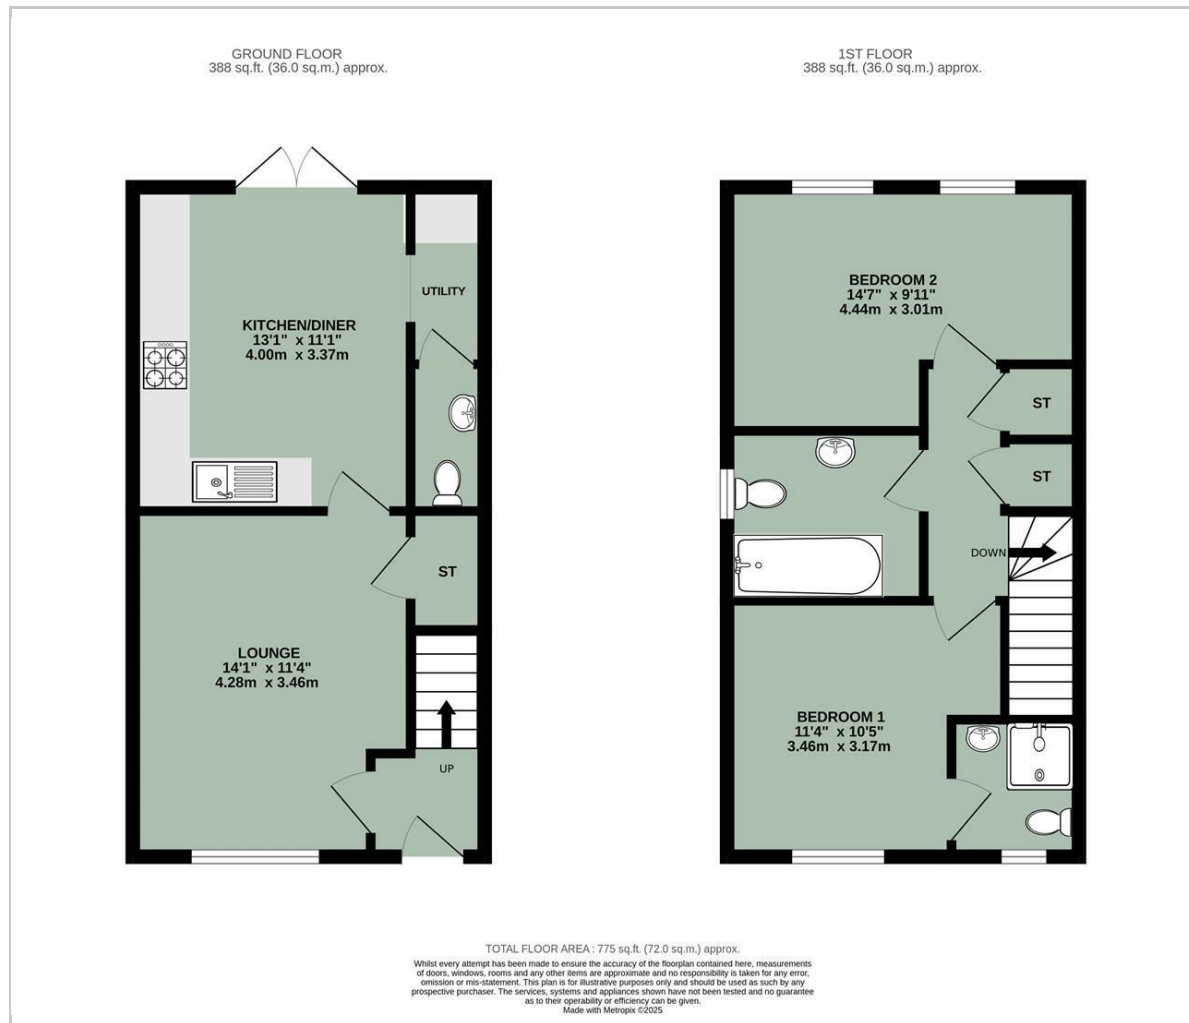 GROUND FLOOR
388 sq.ft. (36.0 sq.m.) approx.
1ST FLOOR
388 sq.ft. (36.0 sq.m.) approx.
KITCHEN/DINER
13'1" x 11'1"
4.00m x 3.37m
UTILITY
ST
LOUNGE
14'1" x 11'4"
4.28m x 3.46m
UP
BEDROOM 2
14'7" x 9'11"
4.44m x 3.01m
ST
ST
DOWN
BEDROOM 1
11'4" x 10'5"
3.46m x 3.17m
TOTAL FLOOR AREA : 775 sq.ft. (72.0 sq.m.) approx.
Whilst every attempt has been made to ensure the accuracy of the floorplan contained here, measurements
of doors, windows, rooms and any other items are approximate and no responsibility is taken for any error,
omission or mis-statement. This plan is for illustrative purposes only and should be used as such by any
prospective purchaser. The services, systems and appliances shown have not been tested and no guarantee
as to their operability or efficiency can be given.
Made with Metropix ©2025